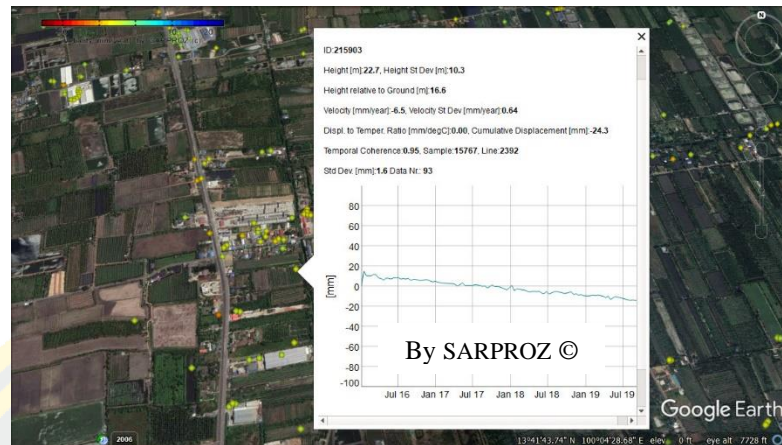 ID:215903
Height [m]:22.7, Height St Dev [m]:10.3
Height relative to Ground [m]:16.6
Velocity [mm/year]:-6.5, Velocity St Dev [mm/year]:0.64
Displ. to Temper. Ratio [mm/degC]:0.00, Cumulative Displacement [mm]:-24.3
Temporal Coherence:0.95, Sample:15767, Line:2392
Std Dev. [mm]:1.6 Data Nr.: 93
80
60
40
20
0
-20
-40
-60
-80
-100
[mm]
By SARPROZ ©
Jul 16 Jan 17 Jul 17 Jan 18 Jul 18 Jan 19 Jul 19
Google Earth
2006
13°41'43.74" N 100°04'28.68" E elev 0 ft eye alt 7728 ft
N